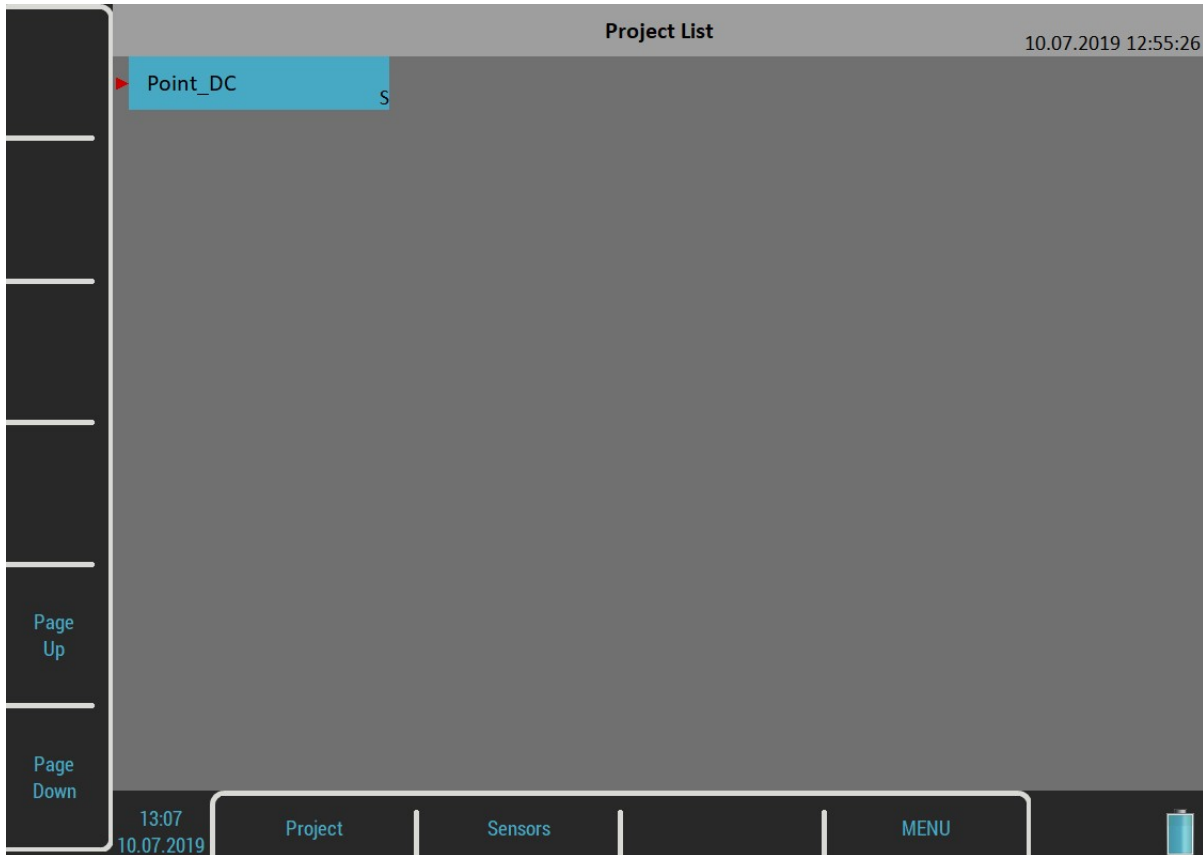 Project List
10.07.2019 12:55:26
Point_DC
S
Page
Up
Page
Down
13:07
10.07.2019
Project
Sensors
MENU